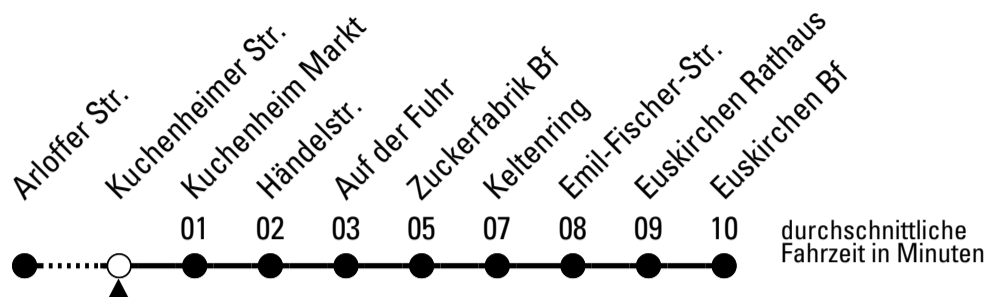 Arloffer Str.
Kuchenheimer Str.
Kuchenheim Markt
Händelstr.
Auf der Fuhr
Zuckerfabrik Bf
Keltenring
Emil-Fischer-Str.
Euskirchen Rathaus
Euskirchen Bf
01 02 03 05 07 08 09 10
durchschnittliche
Fahrzeit in Minuten